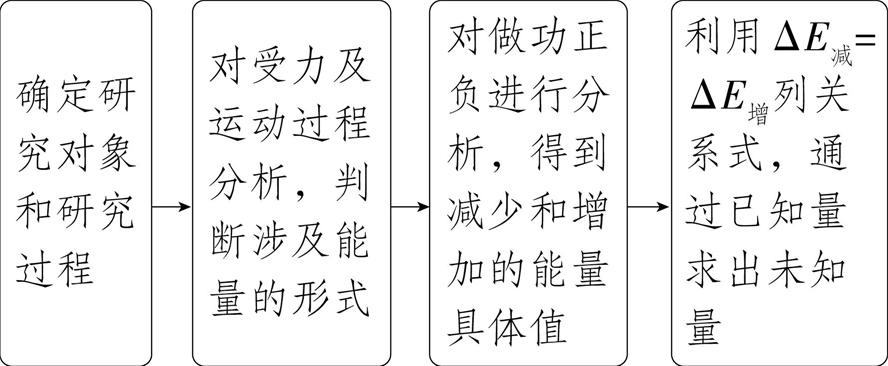 确定研
究对象
和研究
过程
对受力及
运动过程
分析，判
断涉及能
量的形式
对做功正
负进行分
析，得到
减少和增
加的能量
具体值
利用 ΔE减=
ΔE增列关
系式，通
过已知量
求出未知
量